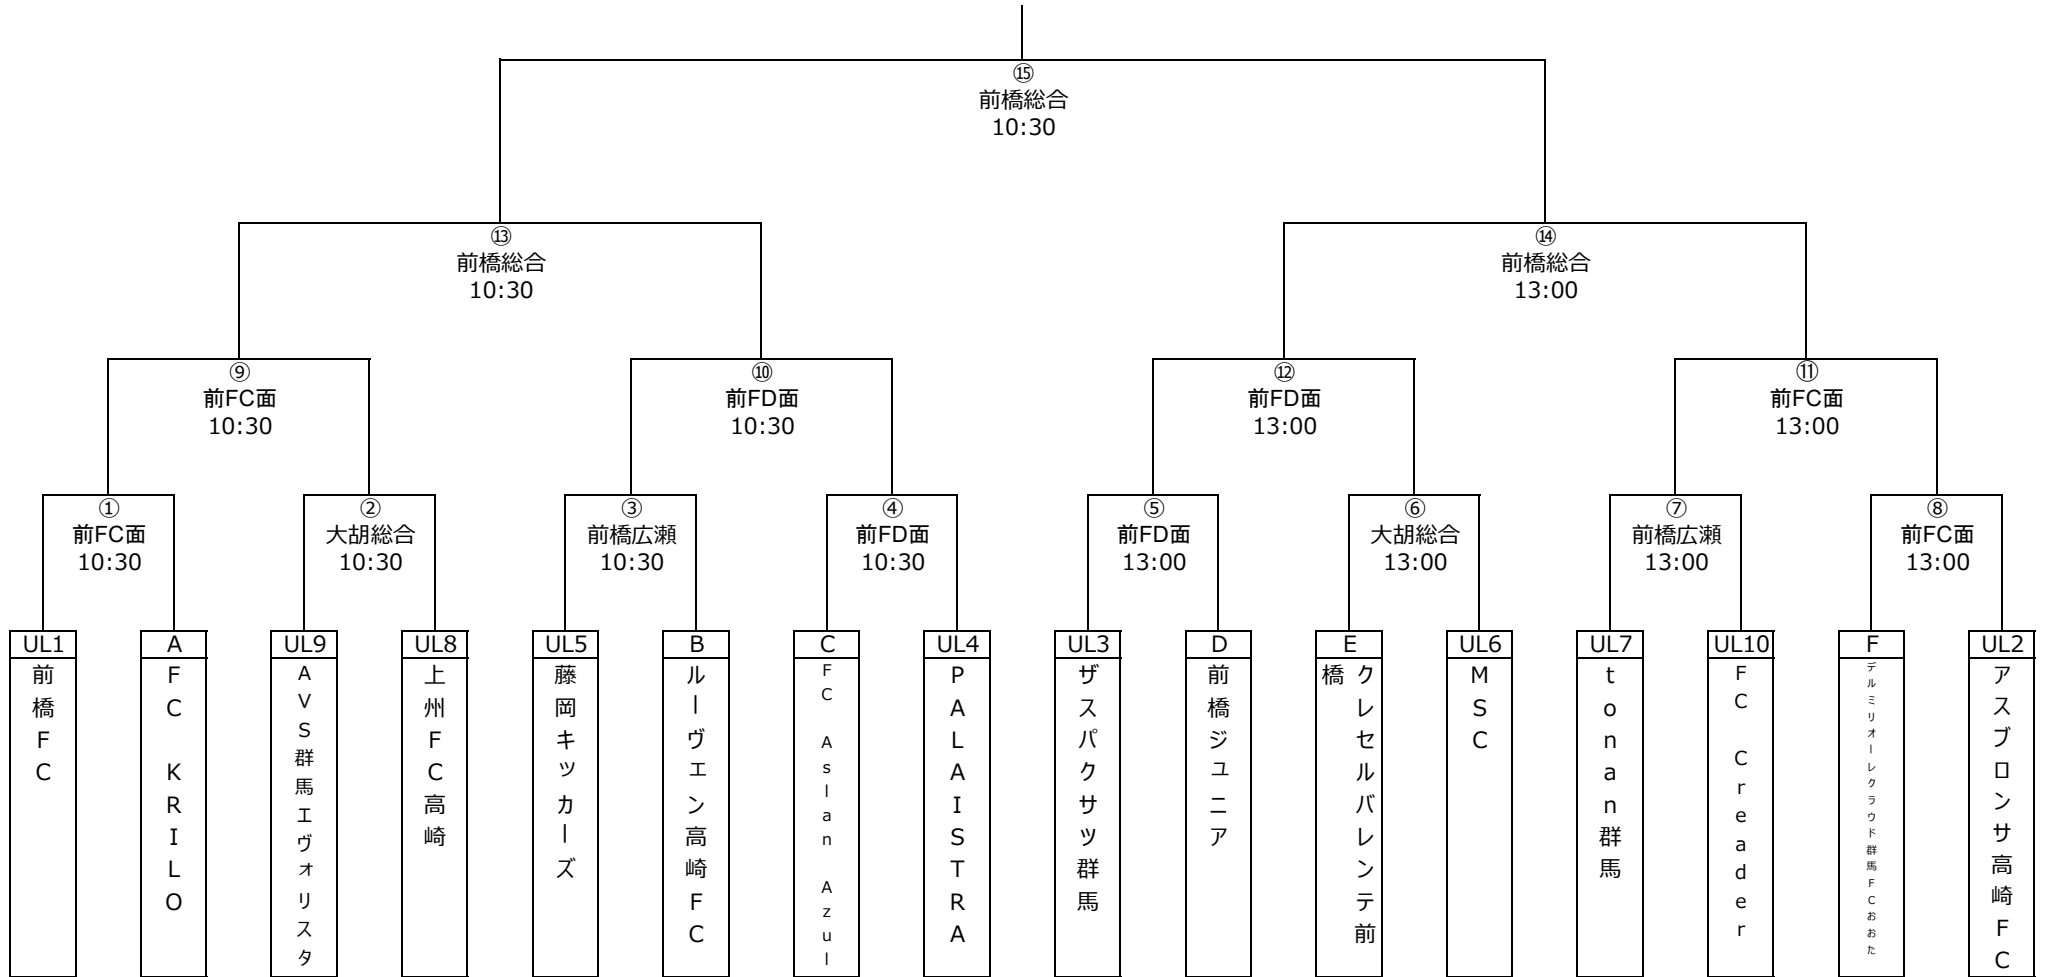 ⑮
前橋総合
10:30
⑬
前橋総合
10:30
⑭
前橋総合
13:00
⑨
前FC面
10:30
⑩
前FD面
10:30
⑫
前FD面
13:00
⑪
前FC面
13:00
①
前FC面
10:30
②
大胡総合
10:30
③
前橋広瀬
10:30
④
前FD面
10:30
⑤
前FD面
13:00
⑥
大胡総合
13:00
⑦
前橋広瀬
13:00
⑧
前FC面
13:00
UL1
前橋FC
A
FC KRILO
UL9
AVS群馬エヴォリスタ
UL8
上州FC高崎
UL5
藤岡キッカーズ
B
ルーヴェン高崎FC
C
FC Aslan Azul
UL4
PALAISTRA
UL3
ザスパクサツ群馬
D
前橋ジュニア
E
クレセルバレンテ前
橋
UL6
MSC
UL7
tonan群馬
UL10
FC Creader
F
デルミリオーレクラウド群馬FCおおた
UL2
アスブロンサ高崎FC